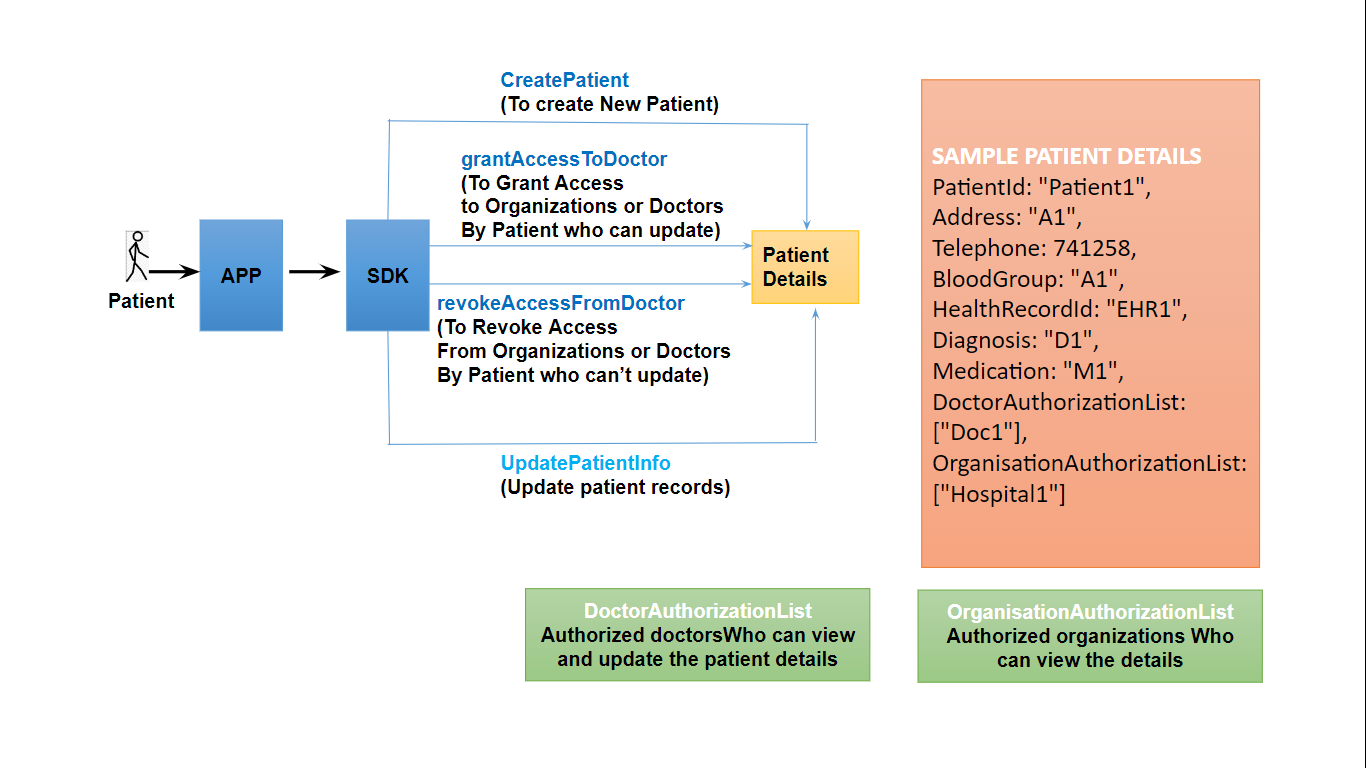 CreatePatient
(To create New Patient)
grantAccessToDoctor
(To Grant Access
to Organizations or Doctors
By Patient who can update)
Patient
APP
SDK
Patient
Details
revokeAccessFromDoctor
(To Revoke Access
From Organizations or Doctors
By Patient who can’t update)
UpdatePatientInfo
(Update patient records)
SAMPLE PATIENT DETAILS
PatientId: "Patient1",
Address: "A1",
Telephone: 741258,
BloodGroup: "A1",
HealthRecordId: "EHR1",
Diagnosis: "D1",
Medication: "M1",
DoctorAuthorizationList:
["Doc1"],
OrganisationAuthorizationList:
["Hospital1"]
DoctorAuthorizationList
Authorized doctorsWho can view
and update the patient details
OrganisationAuthorizationList
Authorized organizations Who
can view the details